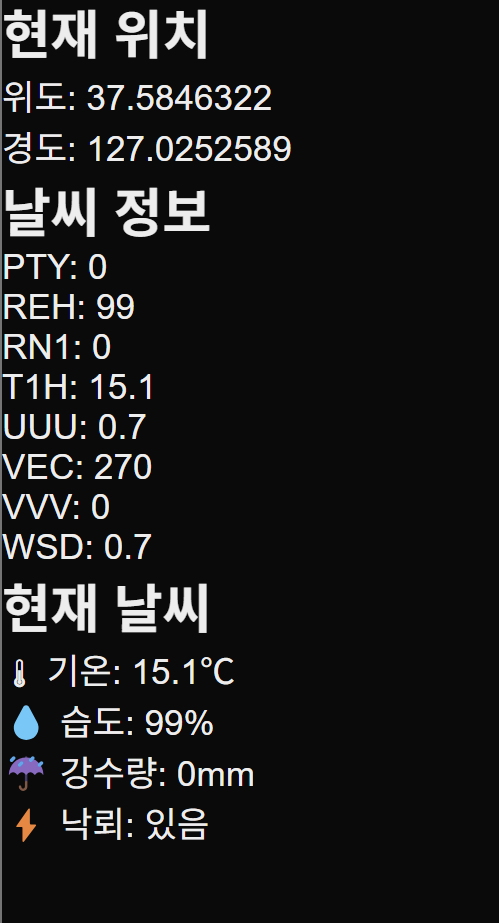 현재 위치
위도: 37.5846322
경도: 127.0252589
날씨 정보
PTY: 0
REH: 99
RN1: 0
T1H: 15.1
UUU: 0.7
VEC: 270
VVV: 0
WSD: 0.7
현재 날씨
🌡 기온: 15.1℃
💧 습도: 99%
☔ 강수량: 0mm
⚡ 낙뢰: 있음